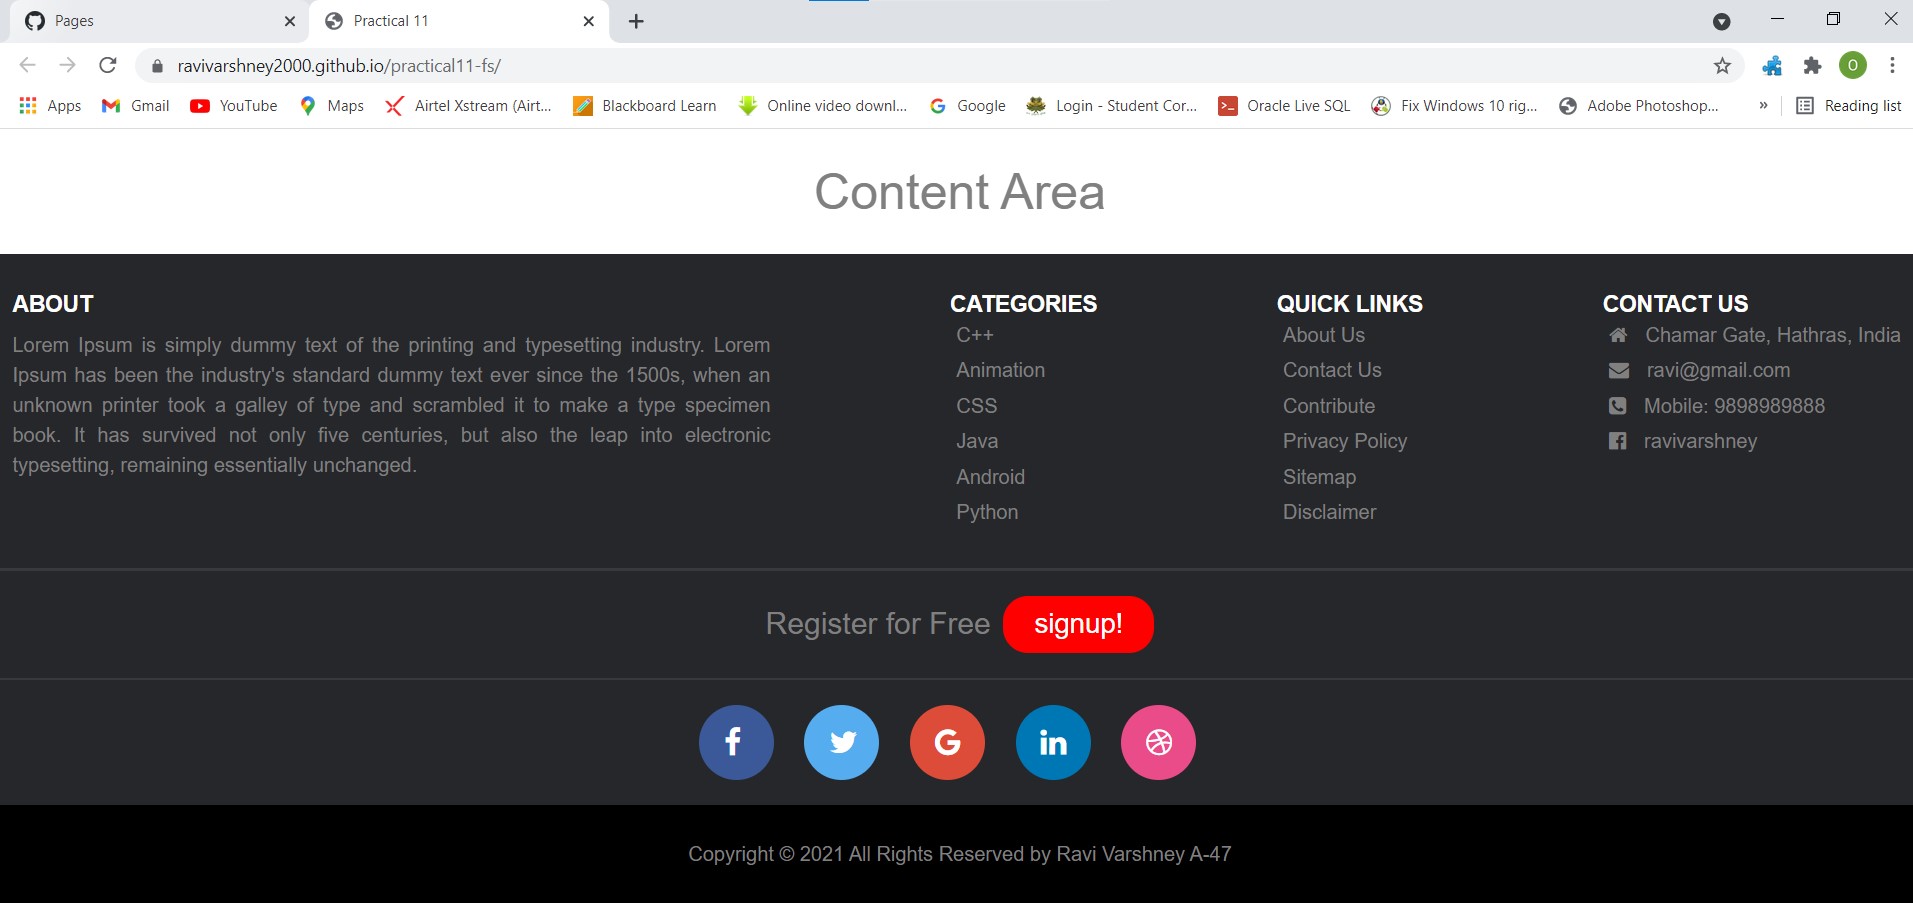 Pages
Practical 11
ravivarshney2000.github.io/practical11-fs/
O
Apps
Gmail
YouTube
Maps
Airtel Xstream (Airt...
Blackboard Learn
Online video downl...
Google
Login - Student Cor...
Oracle Live SQL
Fix Windows 10 rig...
Adobe Photoshop...
»
Reading list
Content Area
ABOUT
Lorem Ipsum is simply dummy text of the printing and typesetting industry. Lorem
Ipsum has been the industry's standard dummy text ever since the 1500s, when an
unknown printer took a galley of type and scrambled it to make a type specimen
book. It has survived not only five centuries, but also the leap into electronic
typesetting, remaining essentially unchanged.
CATEGORIES
C++
Animation
CSS
Java
Android
Python
QUICK LINKS
About Us
Contact Us
Contribute
Privacy Policy
Sitemap
Disclaimer
CONTACT US
Chamar Gate, Hathras, India
ravi@gmail.com
Mobile: 9898989888
ravivarshney
Register for Free signup!
Copyright © 2021 All Rights Reserved by Ravi Varshney A-47